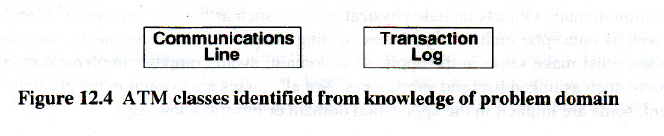 Communications Line
Transaction Log
Figure 12.4 ATM classes identified from knowledge of problem domain